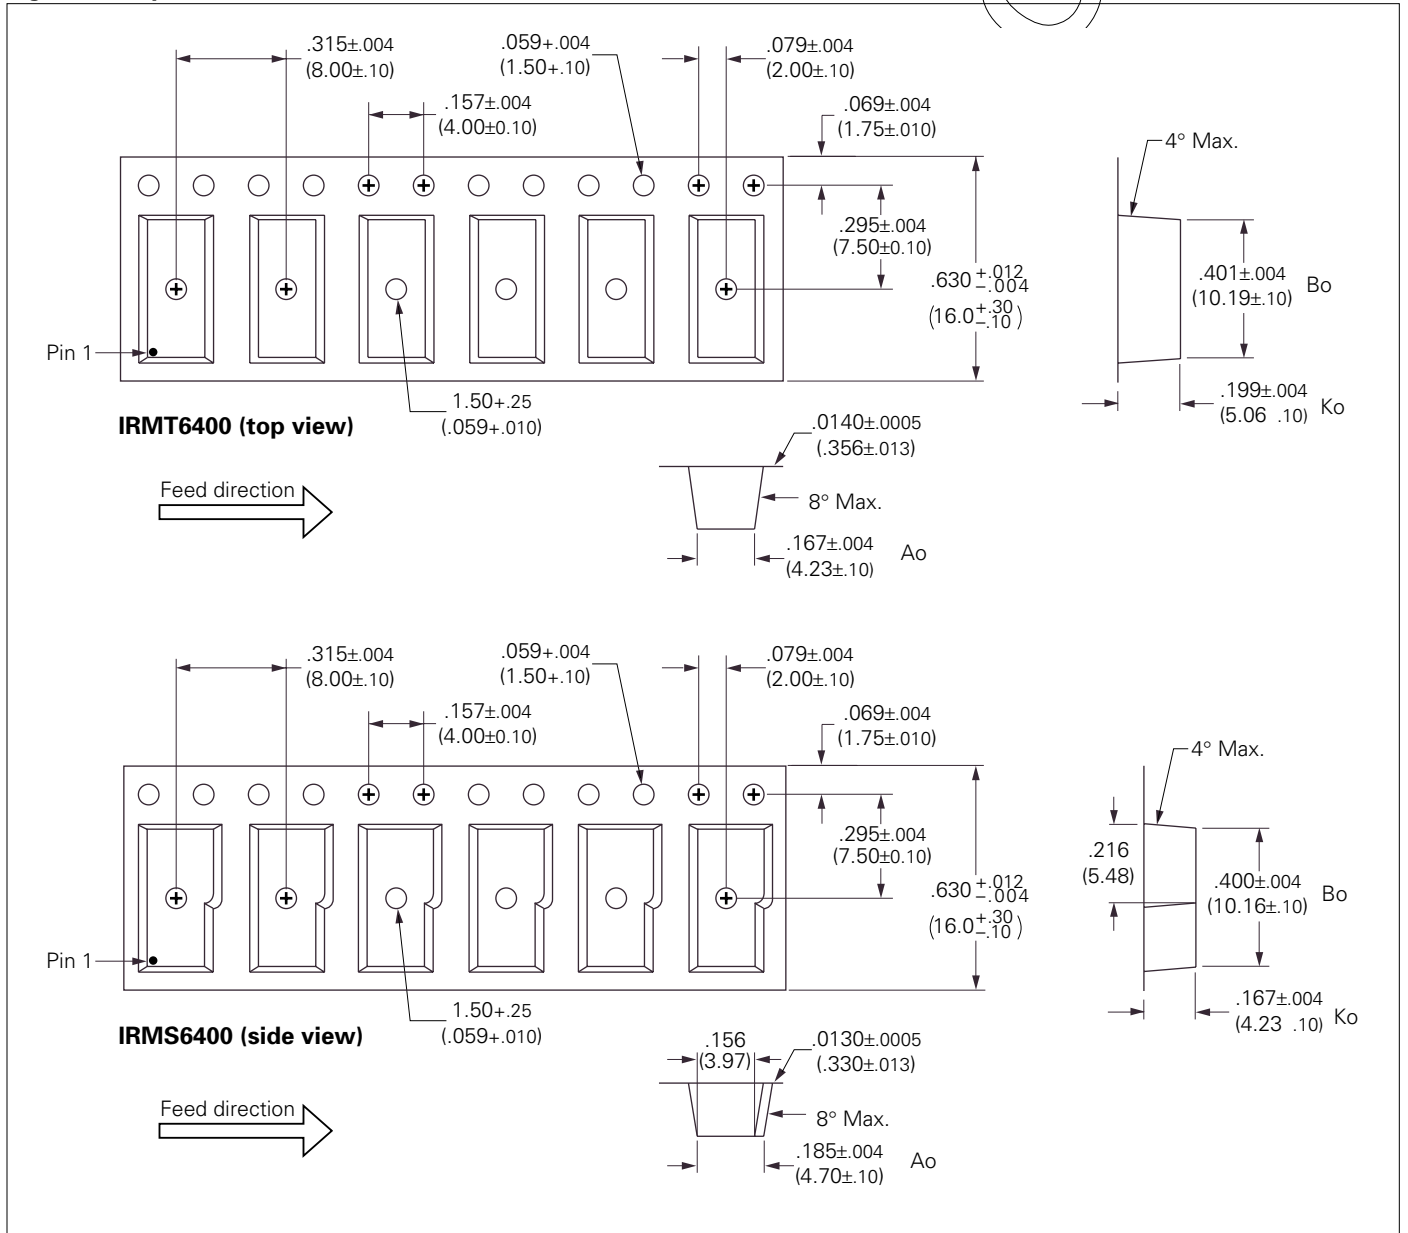 .315±.004
(8.00±.10)
.059+.004
(1.50+.10)
.079±.004
(2.00±.10)
.157±.004
(4.00±0.10)
.069±.004
(1.75±.010)
4° Max.
.295±.004
(7.50±0.10)
.630 +.012 -.004
(16.0 +.30 -.10)
.401±.004
(10.19±.10) Bo
Pin 1
1.50+.25
(.059+.010)
.199±.004
(5.06 .10) Ko
IRMT6400 (top view)
.0140±.0005
(.356±.013)
Feed direction
8° Max.
.167±.004
(4.23±.10) Ao
.315±.004
(8.00±.10)
.059+.004
(1.50+.10)
.079±.004
(2.00±.10)
.157±.004
(4.00±0.10)
.069±.004
(1.75±.010)
4° Max.
.295±.004
(7.50±0.10)
.216
(5.48)
.630 +.012 -.004
(16.0 +.30 -.10)
.400±.004
(10.16±.10) Bo
Pin 1
1.50+.25
(.059+.010)
.167±.004
(4.23 .10) Ko
IRMS6400 (side view)
.156
(3.97)
.0130±.0005
(.330±.013)
Feed direction
8° Max.
.185±.004
(4.70±.10) Ao